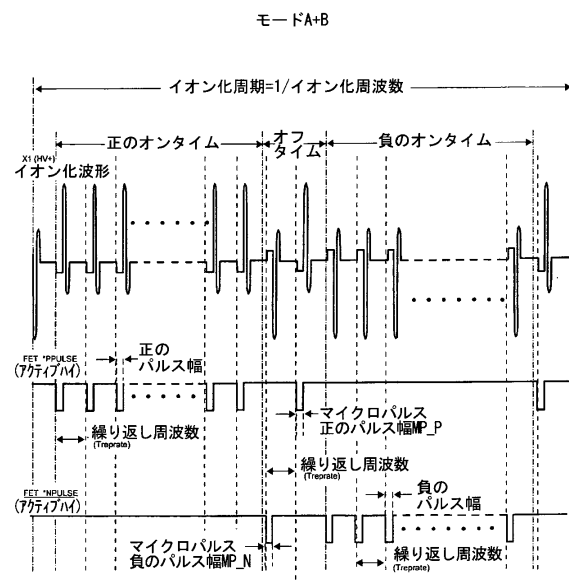 モードA+B
イオン化周期=1/イオン化周波数
正のオンタイム
オフ
タイム
負のオンタイム
X1 (HV+)
イオン化波形
FET *PPULSE
(アクティブハイ)
正の
パルス幅
マイクロパルス
正のパルス幅MP_P
繰り返し周波数
(Treprate)
繰り返し周波数
(Treprate)
負の
パルス幅
FET *NPULSE
(アクティブハイ)
マイクロパルス
負のパルス幅MP_N
繰り返し周波数
(Treprate)